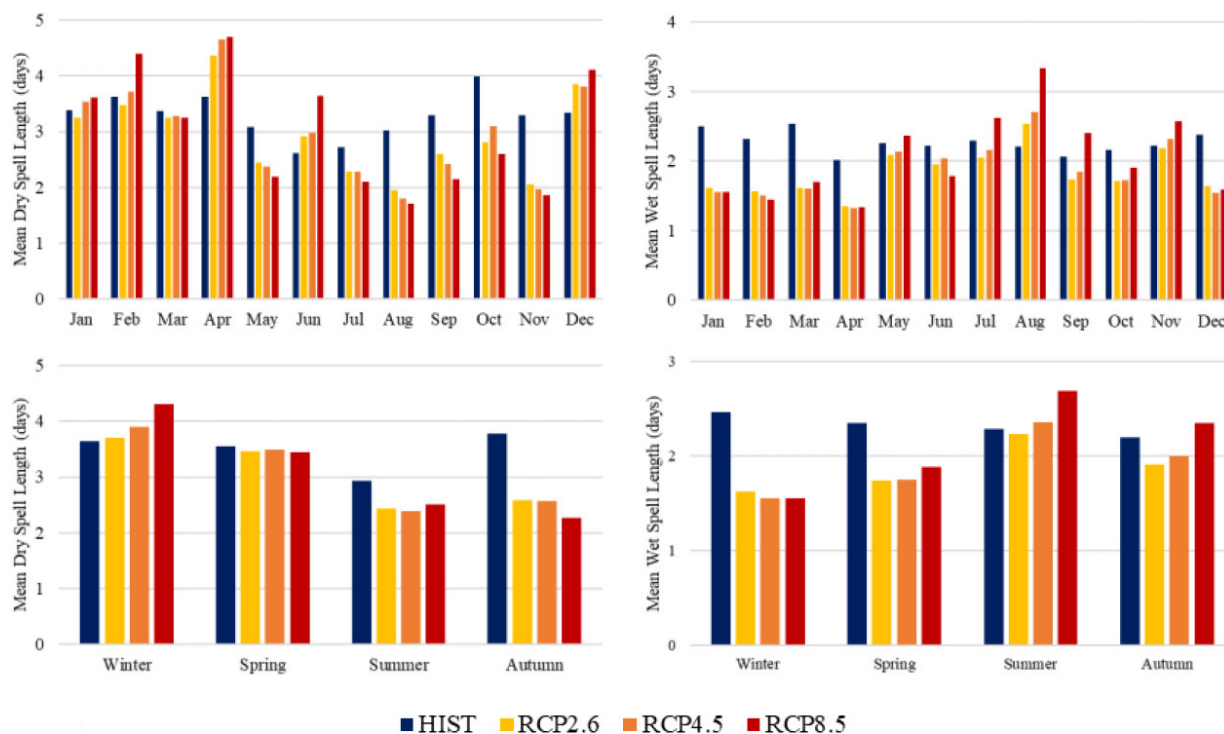 Mean Dry Spell Length (days)
5
4
3
2
1
0
Jan Feb Mar Apr May Jun Jul Aug Sep Oct Nov Dec
Mean Wet Spell Length (days)
4
3
2
1
0
Jan Feb Mar Apr May Jun Jul Aug Sep Oct Nov Dec
Mean Dry Spell Length (days)
5
4
3
2
1
0
Winter Spring Summer Autumn
Mean Wet Spell Length (days)
3
2
1
0
Winter Spring Summer Autumn
HIST RCP2.6 RCP4.5 RCP8.5